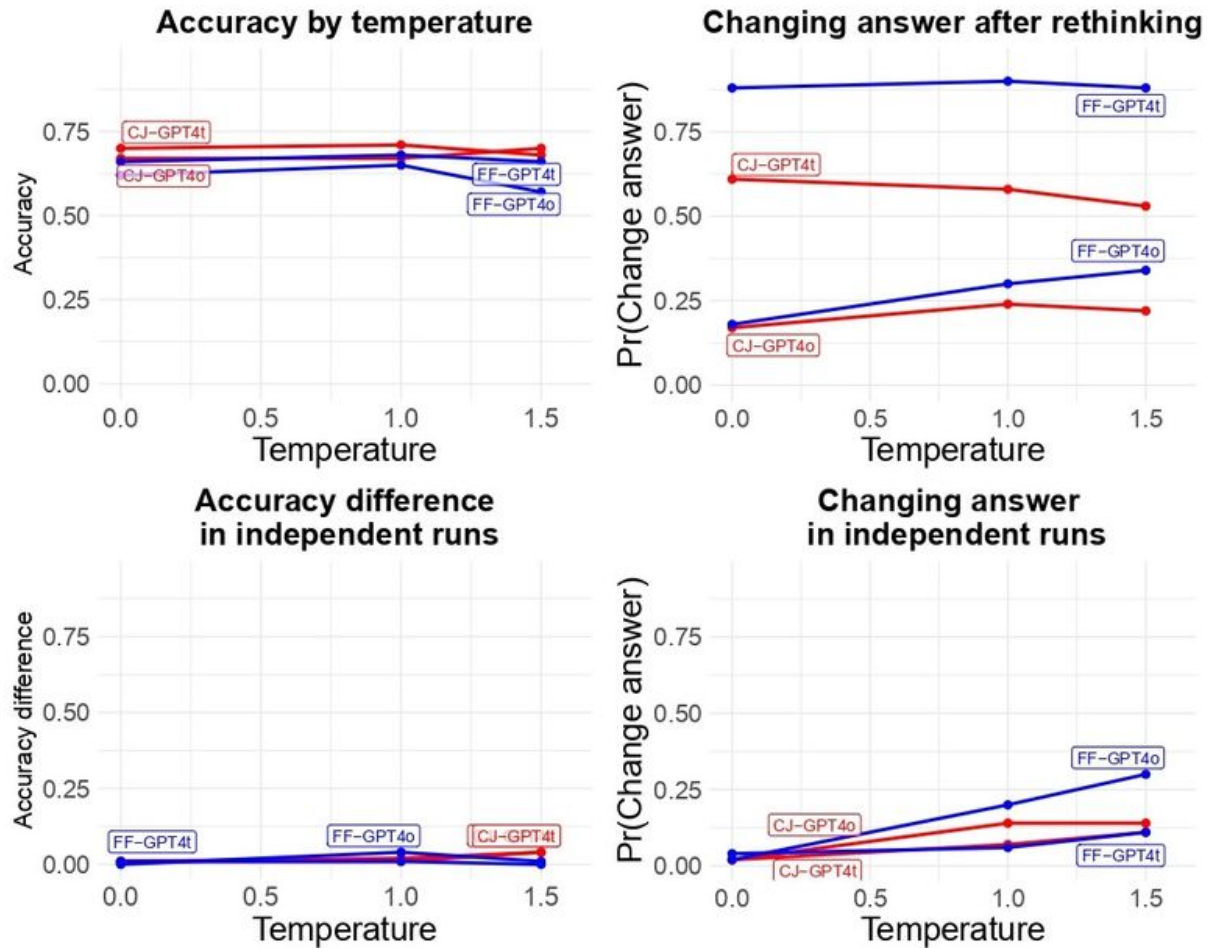 Accuracy by temperature
Accuracy
0.75
0.50
0.25
0.00
CJ-GPT4t
CJ-GPT4o
FF-GPT4t
FF-GPT4o
0.0 0.5 1.0 1.5
Temperature
Changing answer after rethinking
Pr(Change answer)
0.75
0.50
0.25
0.00
FF-GPT4t
CJ-GPT4t
FF-GPT4o
CJ-GPT4o
0.0 0.5 1.0 1.5
Temperature
Accuracy difference
in independent runs
Accuracy difference
0.75
0.50
0.25
0.00
FF-GPT4t
FF-GPT4o
CJ-GPT4t
0.0 0.5 1.0 1.5
Temperature
Changing answer
in independent runs
Pr(Change answer)
0.75
0.50
0.25
0.00
FF-GPT4o
CJ-GPT4o
FF-GPT4t
CJ-GPT4t
0.0 0.5 1.0 1.5
Temperature